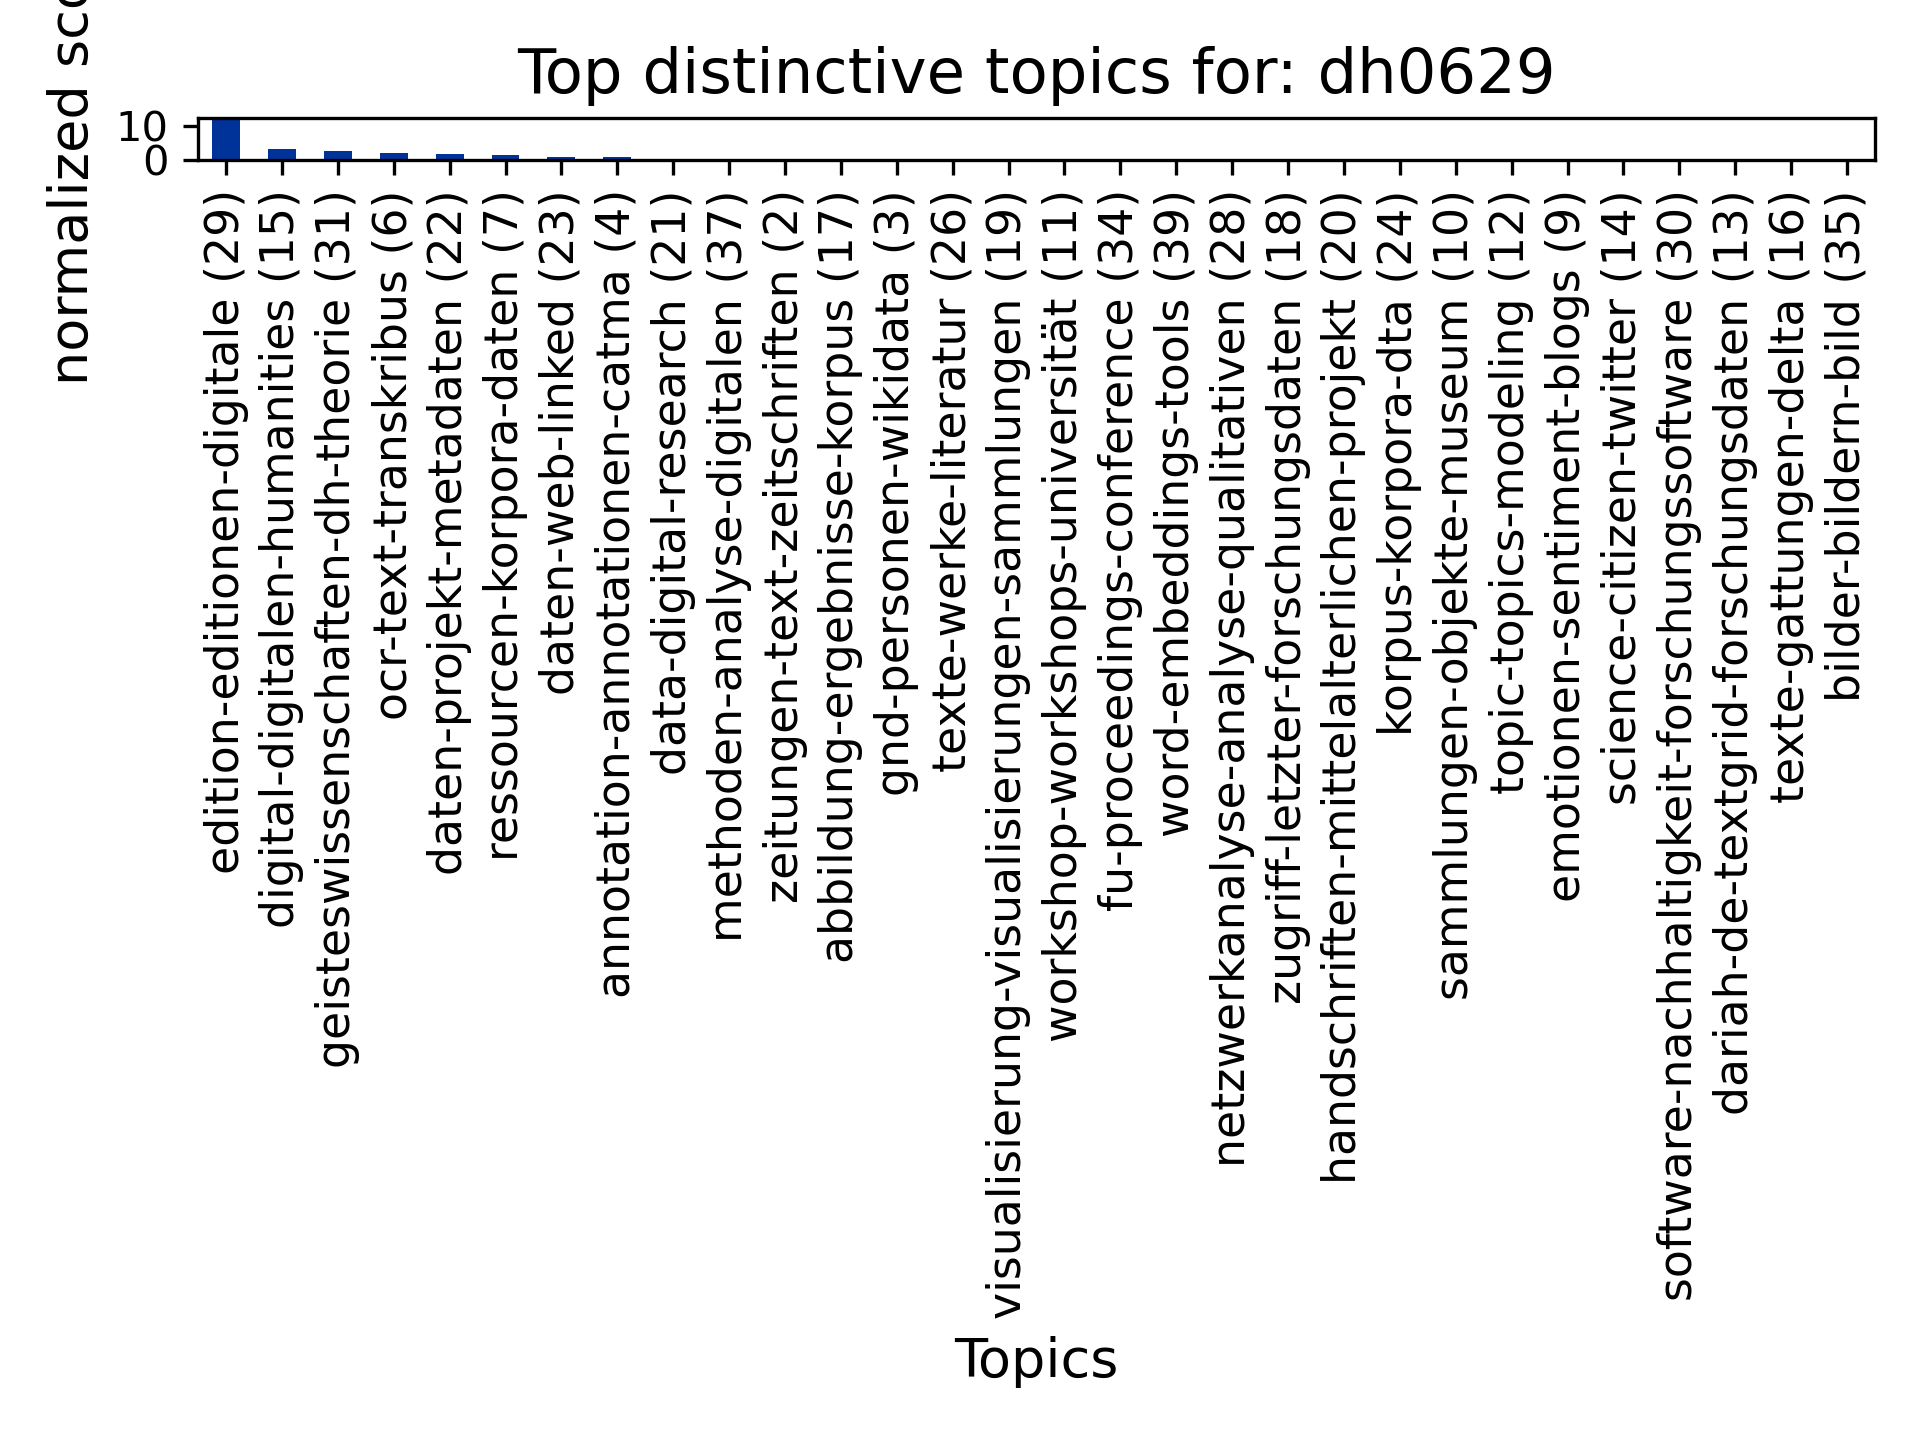 Top distinctive topics for: dh0629
normalized sco
10
0
edition-editionen-digitale (29)
digital-digitalen-humanities (15)
geisteswissenschaften-dh-theorie (31)
ocr-text-transkribus (6)
daten-projekt-metadaten (22)
ressourcen-korpora-daten (7)
daten-web-linked (23)
annotation-annotationen-catma (4)
data-digital-research (21)
methoden-analyse-digitalen (37)
zeitungen-text-zeitschriften (2)
abbildung-ergebnisse-korpus (17)
gnd-personen-wikidata (3)
texte-werke-literatur (26)
visualisierung-visualisierungen-sammlungen (19)
workshop-workshops-universität (11)
fu-proceedings-conference (34)
word-embeddings-tools (39)
netzwerkanalyse-analyse-qualitativen (28)
zugriff-letzter-forschungsdaten (18)
handschriften-mittelalterlichen-projekt (20)
korpus-korpora-dta (24)
sammlungen-objekte-museum (10)
topic-topics-modeling (12)
emotionen-sentiment-blogs (9)
science-citizen-twitter (14)
software-nachhaltigkeit-forschungssoftware (30)
dariah-de-textgrid-forschungsdaten (13)
texte-gattungen-delta (16)
bilder-bildern-bild (35)
Topics